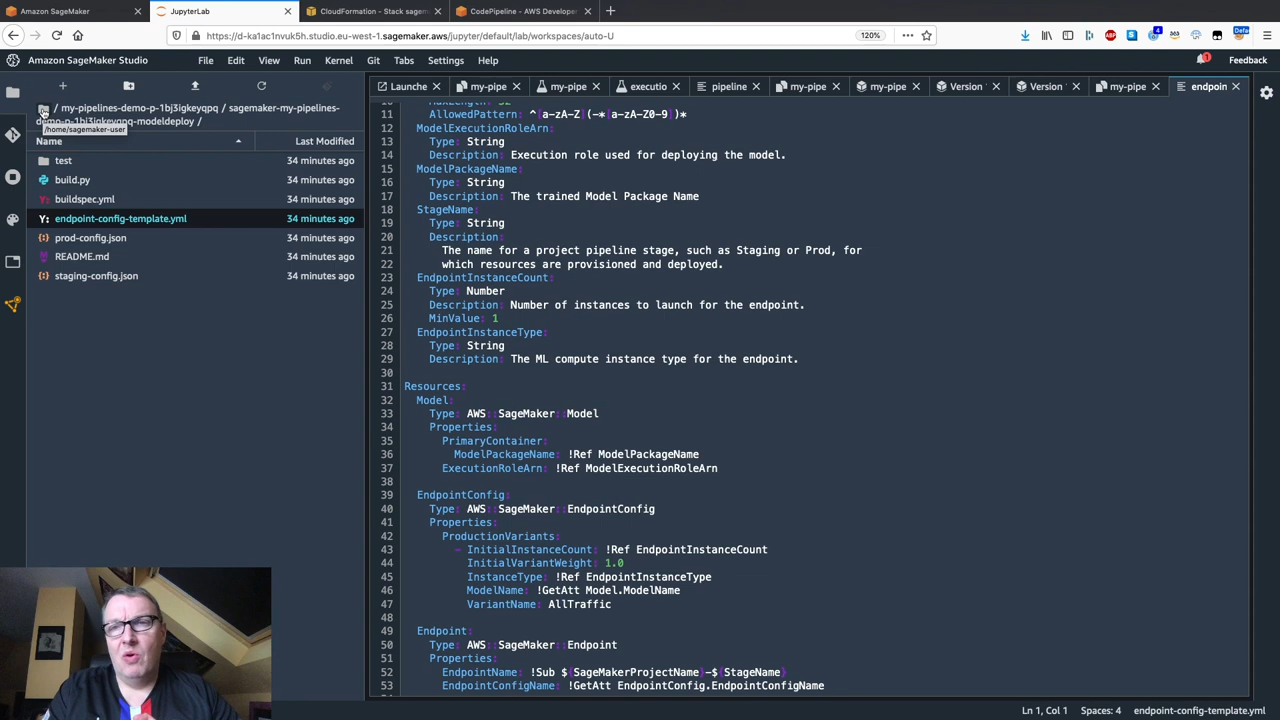 Amazon SageMaker
JupyterLab
CloudFormation - Stack sagem
CodePipeline - AWS Developer
https://d-ka1ac1nvuk5h.studio.eu-west-1.sagemaker.aws/jupyter/default/lab/workspaces/auto-U
120%
ABP
4
Defa
Amazon SageMaker Studio
File
Edit
View
Run
Kernel
Git
Tabs
Settings
Help
1
Feedback
Launche
my-pipe
my-pipe
executio
pipeline
my-pipe
my-pipe
Version
Version
my-pipe
endpoin
/ my-pipelines-demo-p-1bj3igkeyqpq / sagemaker-my-pipelines-
demo-p-1bj3igkeyqpq-modeldeploy /
/home/sagemaker-user
Name
Last Modified
test
34 minutes ago
build.py
34 minutes ago
buildspec.yml
34 minutes ago
endpoint-config-template.yml
34 minutes ago
prod-config.json
34 minutes ago
README.md
34 minutes ago
staging-config.json
34 minutes ago
10 MaxLength: 32
11 AllowedPattern: ^[a-zA-Z](-*[a-zA-Z0-9])*
12 ModelExecutionRoleArn:
13 Type: String
14 Description: Execution role used for deploying the model.
15 ModelPackageName:
16 Type: String
17 Description: The trained Model Package Name
18 StageName:
19 Type: String
20 Description:
21 The name for a project pipeline stage, such as Staging or Prod, for
22 which resources are provisioned and deployed.
23 EndpointInstanceCount:
24 Type: Number
25 Description: Number of instances to launch for the endpoint.
26 MinValue: 1
27 EndpointInstanceType:
28 Type: String
29 Description: The ML compute instance type for the endpoint.
30
31 Resources:
32 Model:
33 Type: AWS::SageMaker::Model
34 Properties:
35 PrimaryContainer:
36 ModelPackageName: !Ref ModelPackageName
37 ExecutionRoleArn: !Ref ModelExecutionRoleArn
38
39 EndpointConfig:
40 Type: AWS::SageMaker::EndpointConfig
41 Properties:
42 ProductionVariants:
43 - InitialInstanceCount: !Ref EndpointInstanceCount
44 InitialVariantWeight: 1.0
45 InstanceType: !Ref EndpointInstanceType
46 ModelName: !GetAtt Model.ModelName
47 VariantName: AllTraffic
48
49 Endpoint:
50 Type: AWS::SageMaker::Endpoint
51 Properties:
52 EndpointName: !Sub ${SageMakerProjectName}-${StageName}
53 EndpointConfigName: !GetAtt EndpointConfig.EndpointConfigName
Ln 1, Col 1
Spaces: 4
endpoint-config-template.yml